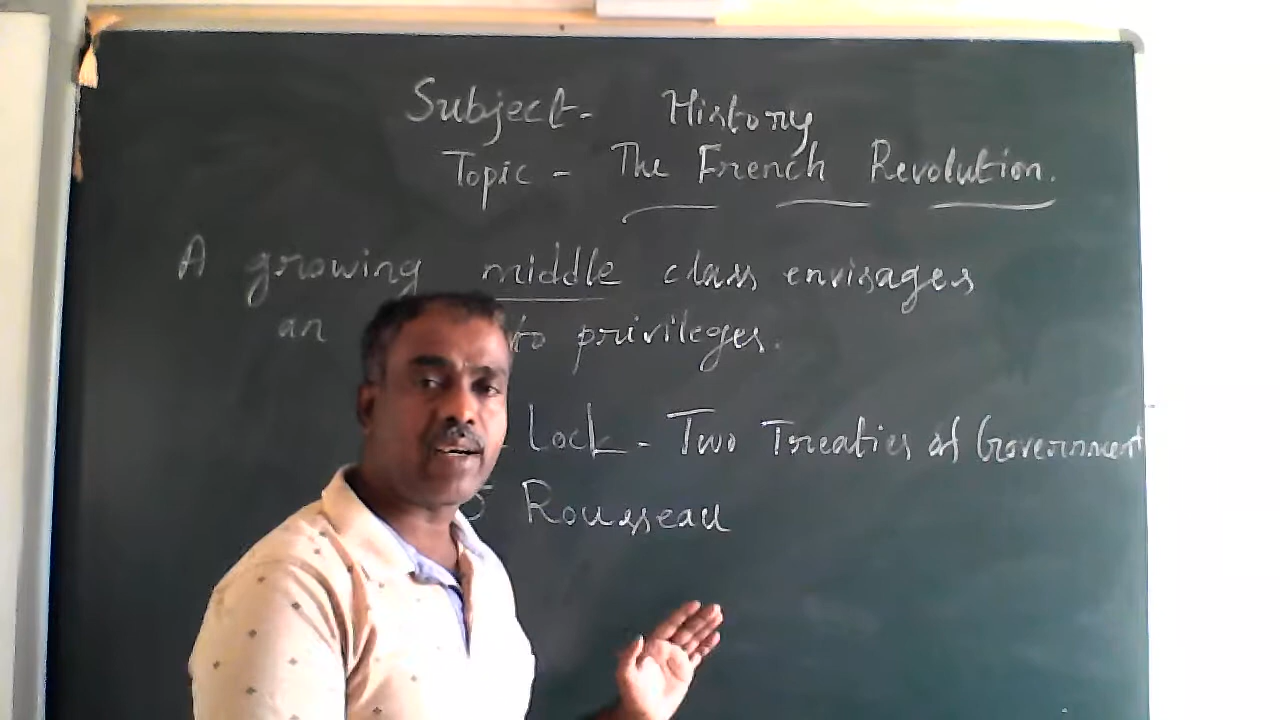 Subject- History
Topic - The French Revolution.
A growing middle class envisages
an to privileges.
Lock - Two Treaties of Government
Rousseau